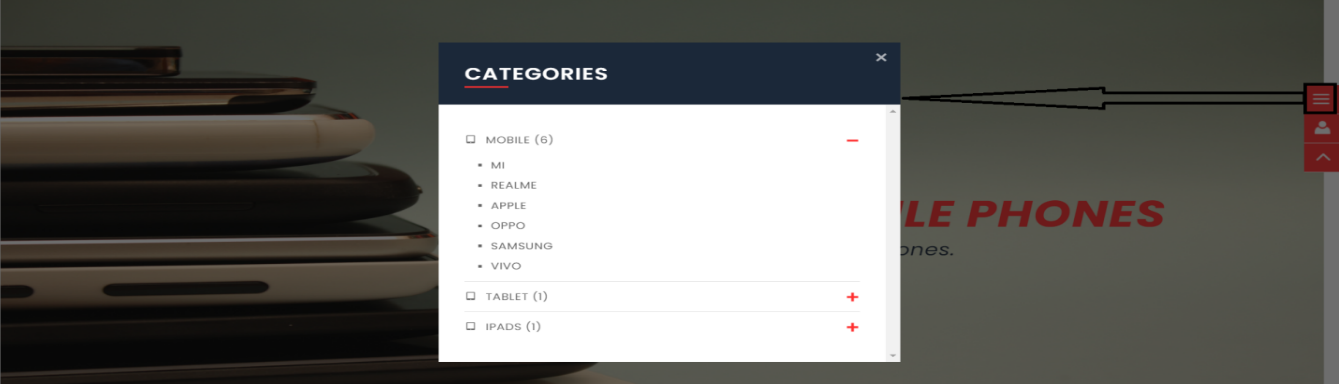 CATEGORIES
MOBILE (6)
MI
REALME
APPLE
OPPO
SAMSUNG
VIVO
TABLET (1)
IPADS (1)
LE PHONES
ones.